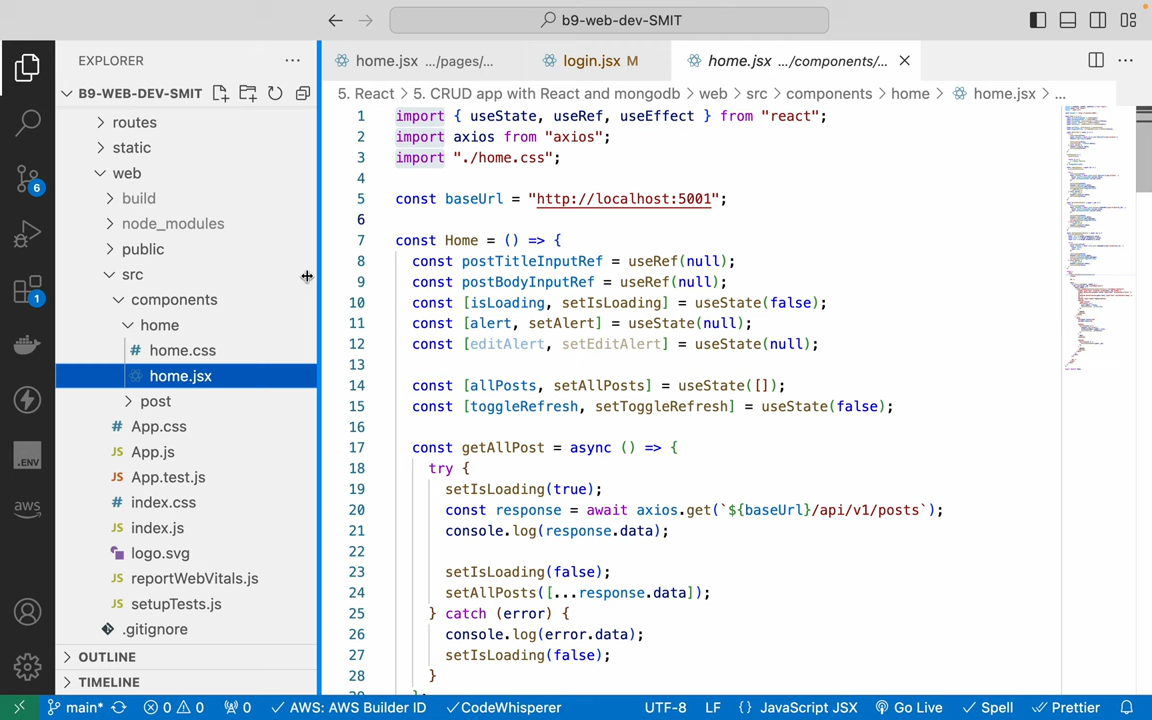 b9-web-dev-SMIT
EXPLORER
home.jsx .../pages/...
login.jsx M
home.jsx .../components/...
B9-WEB-DEV-SMIT
5. React > 5. CRUD app with React and mongodb > web > src > components > home > home.jsx > ...
routes
static
web
build
node_modules
public
src
components
home
# home.css
home.jsx
post
# App.css
JS App.js
JS App.test.js
# index.css
JS index.js
logo.svg
JS reportWebVitals.js
JS setupTests.js
.gitignore
OUTLINE
TIMELINE
6
1
.ENV
aws
1 import { useState, useRef, useEffect } from "react";
2 import axios from "axios";
3 import "./home.css";
4
5 const baseUrl = "http://localhost:5001";
6
7 const Home = () => {
8 const postTitleInputRef = useRef(null);
9 const postBodyInputRef = useRef(null);
10 const [isLoading, setIsLoading] = useState(false);
11 const [alert, setAlert] = useState(null);
12 const [editAlert, setEditAlert] = useState(null);
13
14 const [allPosts, setAllPosts] = useState([]);
15 const [toggleRefresh, setToggleRefresh] = useState(false);
16
17 const getAllPost = async () => {
18 try {
19 setIsLoading(true);
20 const response = await axios.get(`${baseUrl}/api/v1/posts`);
21 console.log(response.data);
22
23 setIsLoading(false);
24 setAllPosts([...response.data]);
25 } catch (error) {
26 console.log(error.data);
27 setIsLoading(false);
28 }
main* 0 0 0 AWS: AWS Builder ID CodeWhisperer UTF-8 LF {} JavaScript JSX Go Live Spell Prettier